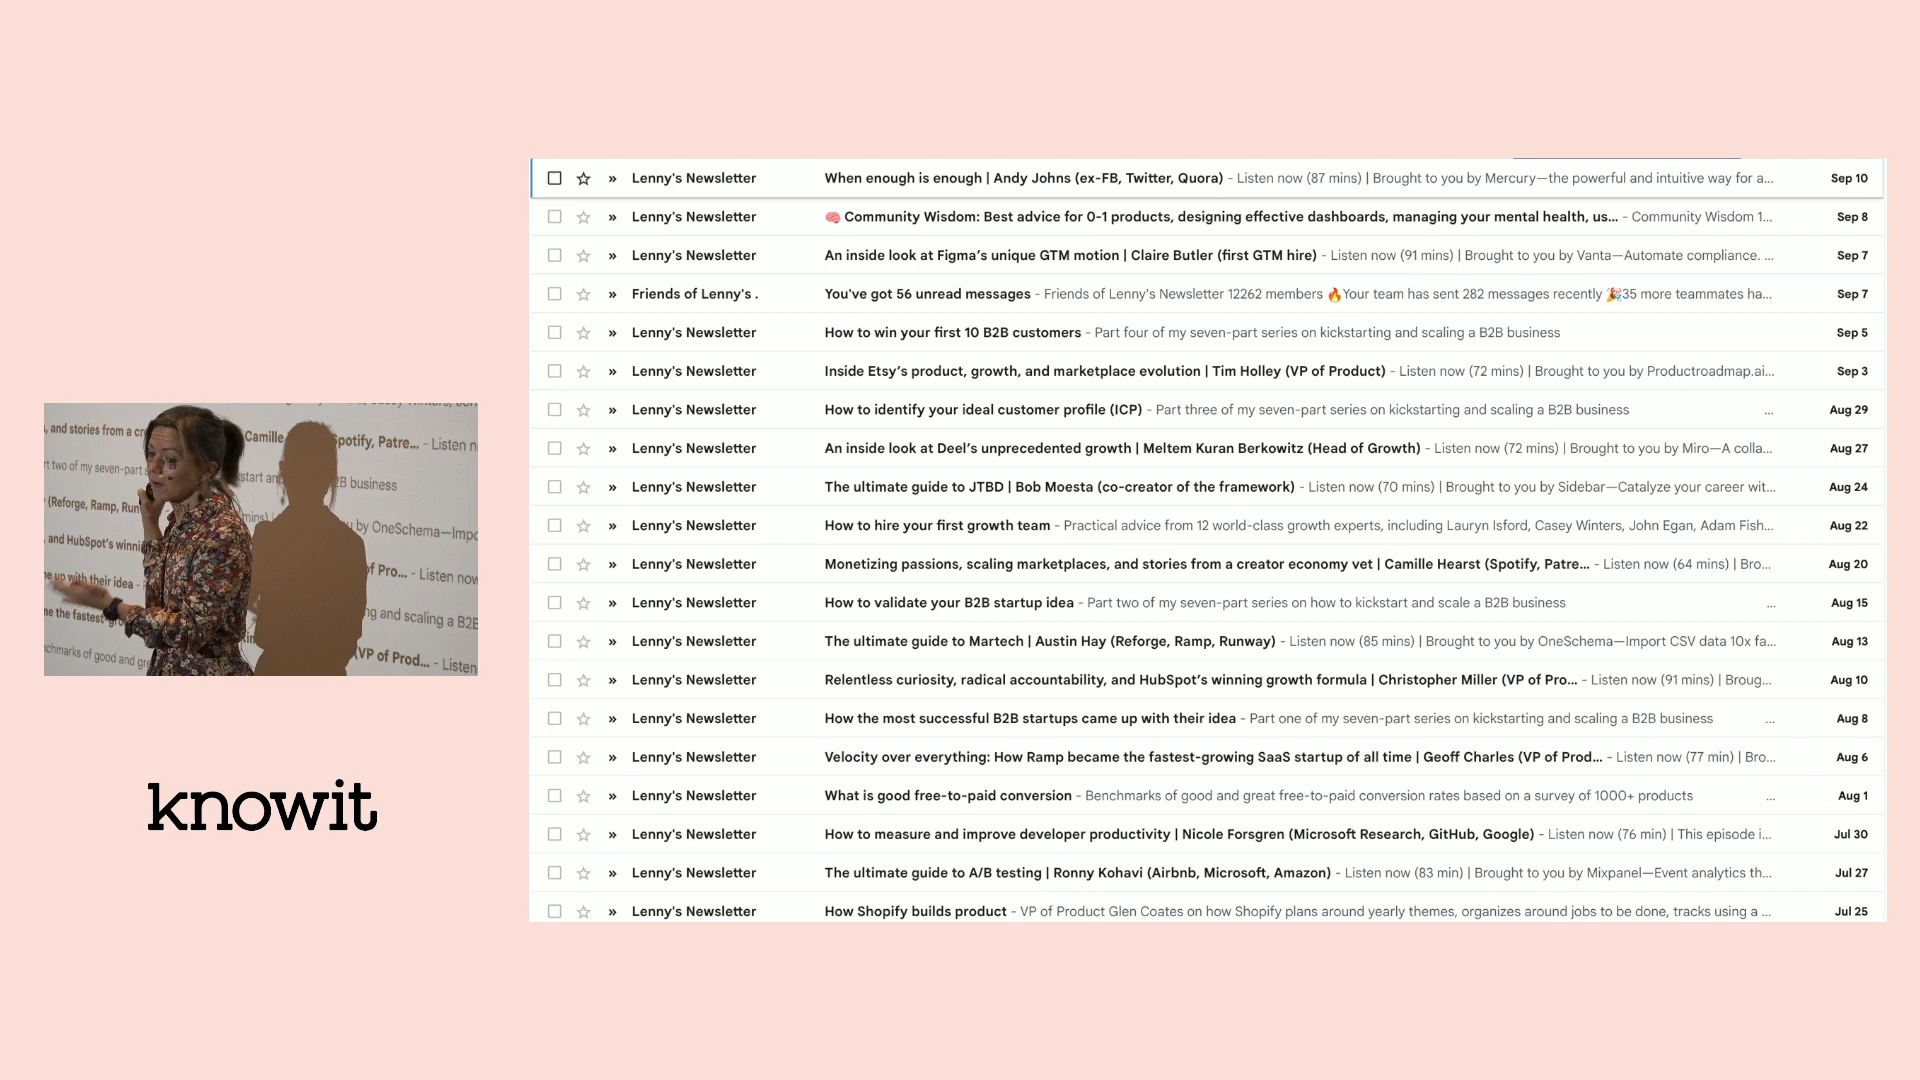 Lenny's Newsletter When enough is enough | Andy Johns (ex-FB, Twitter, Quora) - Listen now (87 mins) | Brought to you by Mercury—the powerful and intuitive way for a... Sep 10
Lenny's Newsletter 🧠 Community Wisdom: Best advice for 0-1 products, designing effective dashboards, managing your mental health, us... - Community Wisdom 1... Sep 8
Lenny's Newsletter An inside look at Figma's unique GTM motion | Claire Butler (first GTM hire) - Listen now (91 mins) | Brought to you by Vanta—Automate compliance. ... Sep 7
Friends of Lenny's . You've got 56 unread messages - Friends of Lenny's Newsletter 12262 members 🔥Your team has sent 282 messages recently 🎉35 more teammates ha... Sep 7
Lenny's Newsletter How to win your first 10 B2B customers - Part four of my seven-part series on kickstarting and scaling a B2B business Sep 5
Lenny's Newsletter Inside Etsy's product, growth, and marketplace evolution | Tim Holley (VP of Product) - Listen now (72 mins) | Brought to you by Productroadmap.ai... Sep 3
Lenny's Newsletter How to identify your ideal customer profile (ICP) - Part three of my seven-part series on kickstarting and scaling a B2B business ... Aug 29
Lenny's Newsletter An inside look at Deel's unprecedented growth | Meltem Kuran Berkowitz (Head of Growth) - Listen now (72 mins) | Brought to you by Miro—A colla... Aug 27
Lenny's Newsletter The ultimate guide to JTBD | Bob Moesta (co-creator of the framework) - Listen now (70 mins) | Brought to you by Sidebar—Catalyze your career wit... Aug 24
Lenny's Newsletter How to hire your first growth team - Practical advice from 12 world-class growth experts, including Lauryn Isford, Casey Winters, John Egan, Adam Fish... Aug 22
Lenny's Newsletter Monetizing passions, scaling marketplaces, and stories from a creator economy vet | Camille Hearst (Spotify, Patre... - Listen now (64 mins) | Bro... Aug 20
Lenny's Newsletter How to validate your B2B startup idea - Part two of my seven-part series on how to kickstart and scale a B2B business ... Aug 15
Lenny's Newsletter The ultimate guide to Martech | Austin Hay (Reforge, Ramp, Runway) - Listen now (85 mins) | Brought to you by OneSchema—Import CSV data 10x fa... Aug 13
Lenny's Newsletter Relentless curiosity, radical accountability, and HubSpot's winning growth formula | Christopher Miller (VP of Pro... - Listen now (91 mins) | Broug... Aug 10
Lenny's Newsletter How the most successful B2B startups came up with their idea - Part one of my seven-part series on kickstarting and scaling a B2B business ... Aug 8
Lenny's Newsletter Velocity over everything: How Ramp became the fastest-growing SaaS startup of all time | Geoff Charles (VP of Prod... - Listen now (77 min) | Bro... Aug 6
Lenny's Newsletter What is good free-to-paid conversion - Benchmarks of good and great free-to-paid conversion rates based on a survey of 1000+ products ... Aug 1
Lenny's Newsletter How to measure and improve developer productivity | Nicole Forsgren (Microsoft Research, GitHub, Google) - Listen now (76 min) | This episode i... Jul 30
Lenny's Newsletter The ultimate guide to A/B testing | Ronny Kohavi (Airbnb, Microsoft, Amazon) - Listen now (83 min) | Brought to you by Mixpanel—Event analytics th... Jul 27
Lenny's Newsletter How Shopify builds product - VP of Product Glen Coates on how Shopify plans around yearly themes, organizes around jobs to be done, tracks using a ... Jul 25
knowit